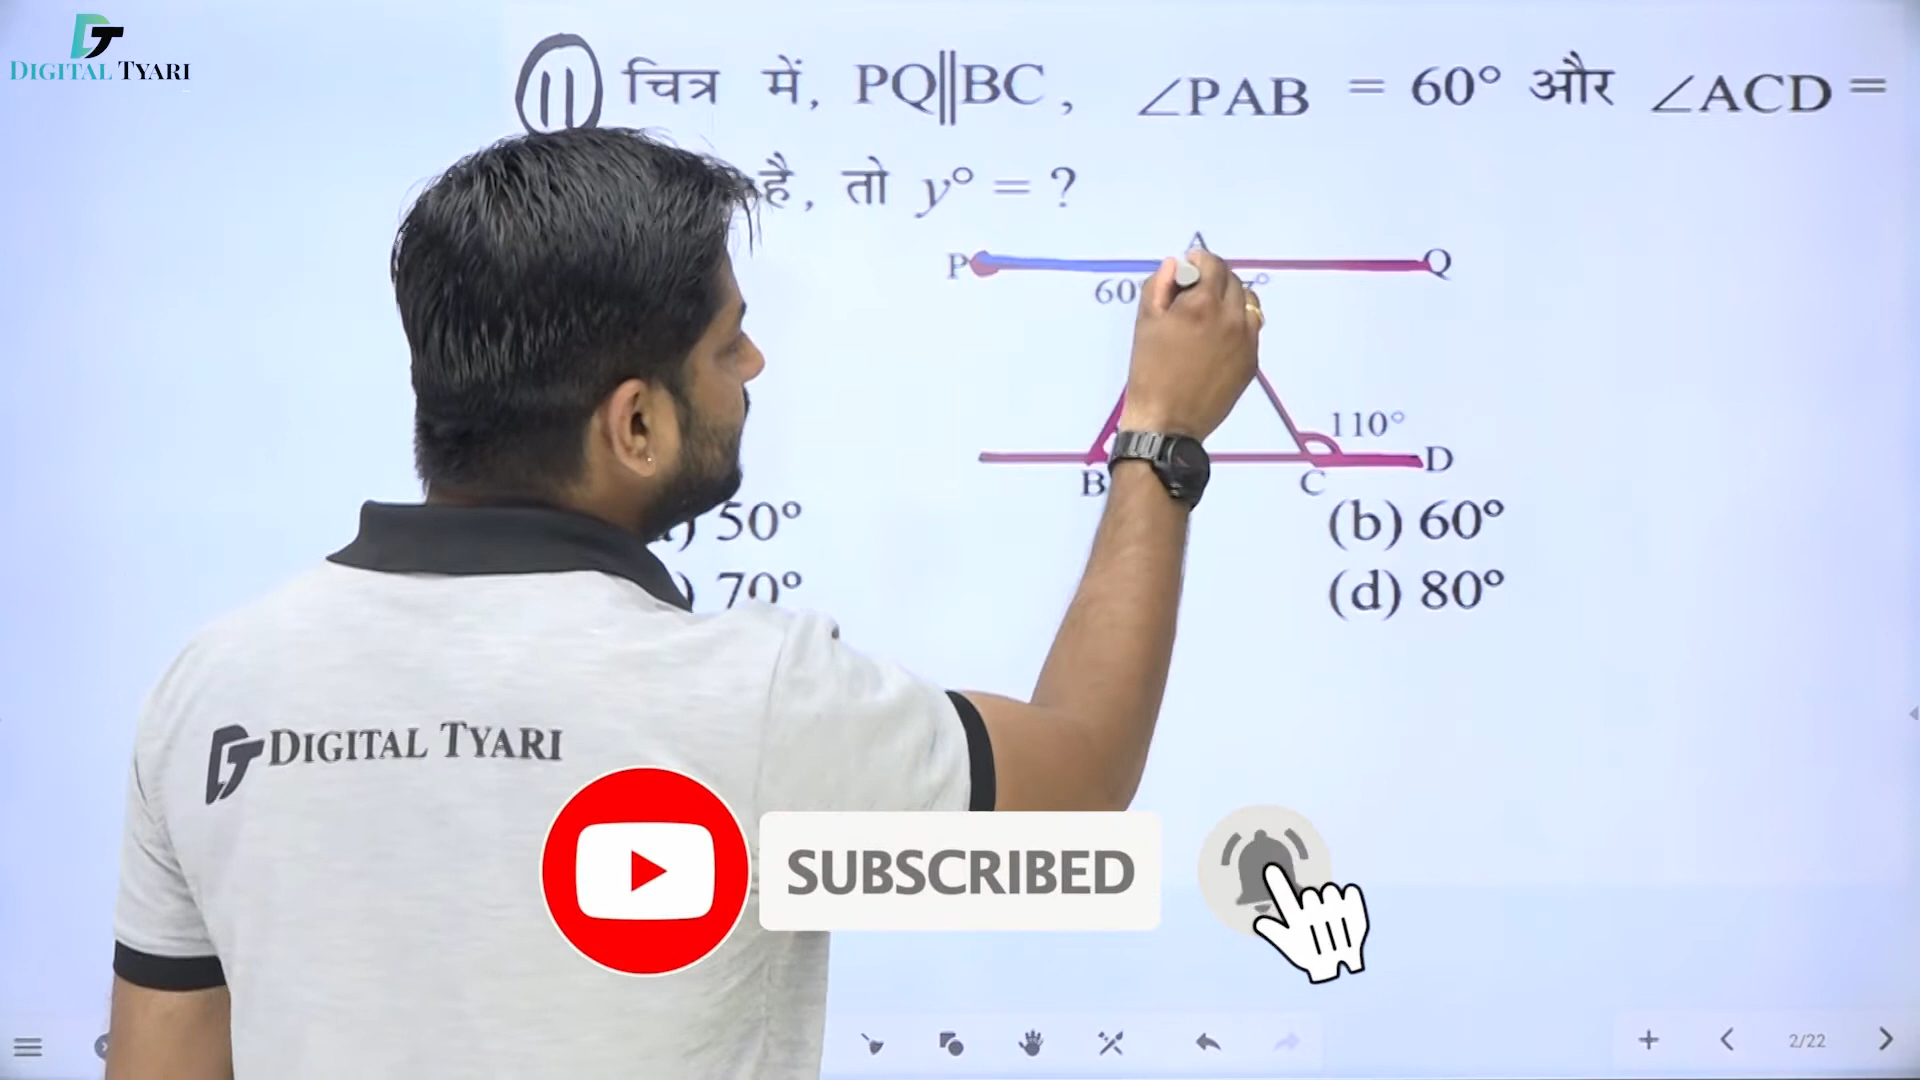 DIGITAL TYARI
11 चित्र में, PQ||BC, ∠PAB = 60° और ∠ACD =
है, तो y° = ?
A
P Q
60°
110°
B C D
50° (b) 60°
70° (d) 80°
DIGITAL TYARI
SUBSCRIBED
2/22